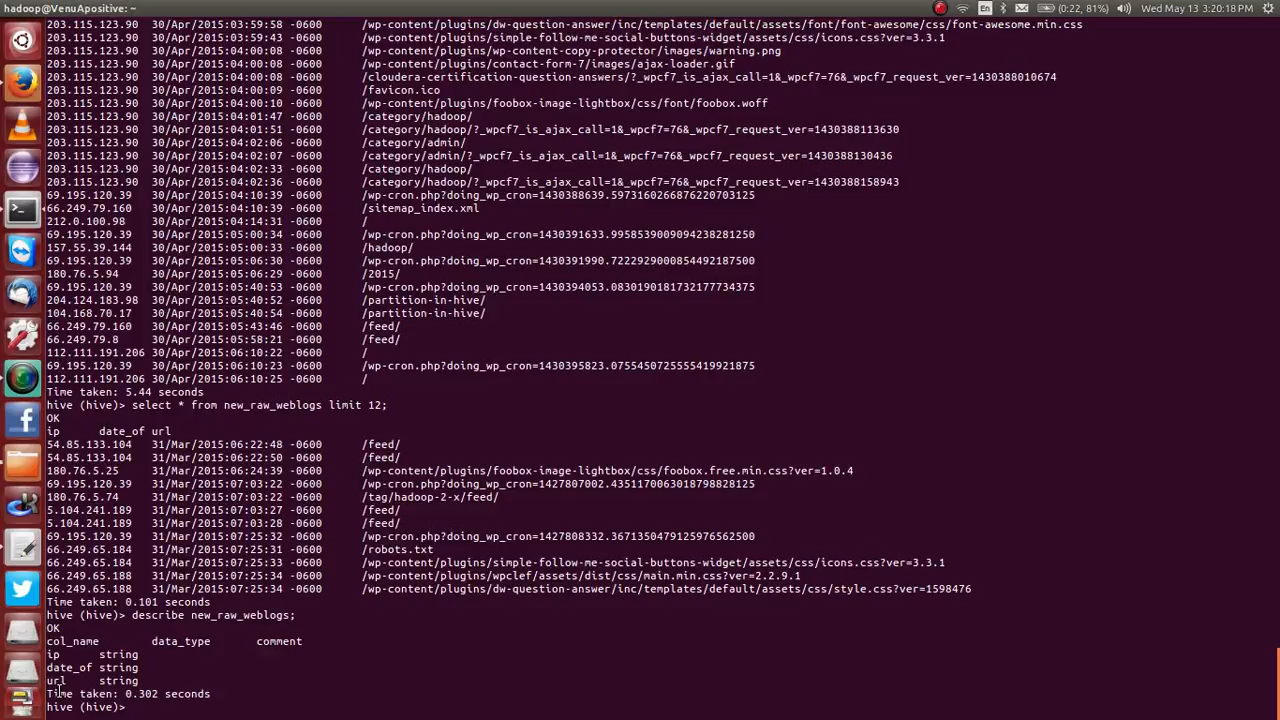 hadoop@VenuApositive: ~ En (0:22, 81%) Wed May 13 3:20:18 PM
203.115.123.90 30/Apr/2015:03:59:58 -0600 /wp-content/plugins/dw-question-answer/inc/templates/default/assets/font/font-awesome/css/font-awesome.min.css
203.115.123.90 30/Apr/2015:03:59:43 -0600 /wp-content/plugins/simple-follow-me-social-buttons-widget/assets/css/icons.css?ver=3.3.1
203.115.123.90 30/Apr/2015:04:00:08 -0600 /wp-content/plugins/wp-content-copy-protector/images/warning.png
203.115.123.90 30/Apr/2015:04:00:08 -0600 /wp-content/plugins/contact-form-7/images/ajax-loader.gif
203.115.123.90 30/Apr/2015:04:00:08 -0600 /cloudera-certification-question-answers/?_wpcf7_is_ajax_call=1&_wpcf7=76&_wpcf7_request_ver=1430388010674
203.115.123.90 30/Apr/2015:04:00:09 -0600 /favicon.ico
203.115.123.90 30/Apr/2015:04:00:10 -0600 /wp-content/plugins/foobox-image-lightbox/css/font/foobox.woff
203.115.123.90 30/Apr/2015:04:01:47 -0600 /category/hadoop/
203.115.123.90 30/Apr/2015:04:01:51 -0600 /category/hadoop/?_wpcf7_is_ajax_call=1&_wpcf7=76&_wpcf7_request_ver=1430388113630
203.115.123.90 30/Apr/2015:04:02:06 -0600 /category/admin/
203.115.123.90 30/Apr/2015:04:02:07 -0600 /category/admin/?_wpcf7_is_ajax_call=1&_wpcf7=76&_wpcf7_request_ver=1430388130436
203.115.123.90 30/Apr/2015:04:02:33 -0600 /category/hadoop/
203.115.123.90 30/Apr/2015:04:02:36 -0600 /category/hadoop/?_wpcf7_is_ajax_call=1&_wpcf7=76&_wpcf7_request_ver=1430388158943
69.195.120.39 30/Apr/2015:04:10:39 -0600 /wp-cron.php?doing_wp_cron=1430388639.5973160266876220703125
66.249.79.160 30/Apr/2015:04:10:39 -0600 /sitemap_index.xml
212.0.100.98 30/Apr/2015:04:14:31 -0600 /
69.195.120.39 30/Apr/2015:05:00:34 -0600 /wp-cron.php?doing_wp_cron=1430391633.9958539009094238281250
157.55.39.144 30/Apr/2015:05:00:33 -0600 /hadoop/
69.195.120.39 30/Apr/2015:05:06:30 -0600 /wp-cron.php?doing_wp_cron=1430391990.7222929000854492187500
180.76.5.94 30/Apr/2015:05:06:29 -0600 /2015/
69.195.120.39 30/Apr/2015:05:40:53 -0600 /wp-cron.php?doing_wp_cron=1430394053.0830190181732177734375
204.124.183.98 30/Apr/2015:05:40:52 -0600 /partition-in-hive/
104.168.70.17 30/Apr/2015:05:40:54 -0600 /partition-in-hive/
66.249.79.160 30/Apr/2015:05:43:46 -0600 /feed/
66.249.79.8 30/Apr/2015:05:58:21 -0600 /feed/
112.111.191.206 30/Apr/2015:06:10:22 -0600 /
69.195.120.39 30/Apr/2015:06:10:23 -0600 /wp-cron.php?doing_wp_cron=1430395823.0755450725555419921875
112.111.191.206 30/Apr/2015:06:10:25 -0600 /
Time taken: 5.44 seconds
hive (hive)> select * from new_raw_weblogs limit 12;
OK
ip date_of url
54.85.133.104 31/Mar/2015:06:22:48 -0600 /feed/
54.85.133.104 31/Mar/2015:06:22:50 -0600 /feed/
180.76.5.25 31/Mar/2015:06:24:39 -0600 /wp-content/plugins/foobox-image-lightbox/css/foobox.free.min.css?ver=1.0.4
69.195.120.39 31/Mar/2015:07:03:22 -0600 /wp-cron.php?doing_wp_cron=1427807002.4351170063018798828125
180.76.5.74 31/Mar/2015:07:03:22 -0600 /tag/hadoop-2-x/feed/
5.104.241.189 31/Mar/2015:07:03:27 -0600 /feed/
5.104.241.189 31/Mar/2015:07:03:28 -0600 /feed/
69.195.120.39 31/Mar/2015:07:25:32 -0600 /wp-cron.php?doing_wp_cron=1427808332.3671350479125976562500
66.249.65.184 31/Mar/2015:07:25:31 -0600 /robots.txt
66.249.65.184 31/Mar/2015:07:25:33 -0600 /wp-content/plugins/simple-follow-me-social-buttons-widget/assets/css/icons.css?ver=3.3.1
66.249.65.188 31/Mar/2015:07:25:34 -0600 /wp-content/plugins/wpclef/assets/dist/css/main.min.css?ver=2.2.9.1
66.249.65.188 31/Mar/2015:07:25:34 -0600 /wp-content/plugins/dw-question-answer/inc/templates/default/assets/css/style.css?ver=1598476
Time taken: 0.101 seconds
hive (hive)> describe new_raw_weblogs;
OK
col_name data_type comment
ip string
date_of string
url string
Time taken: 0.302 seconds
hive (hive)>